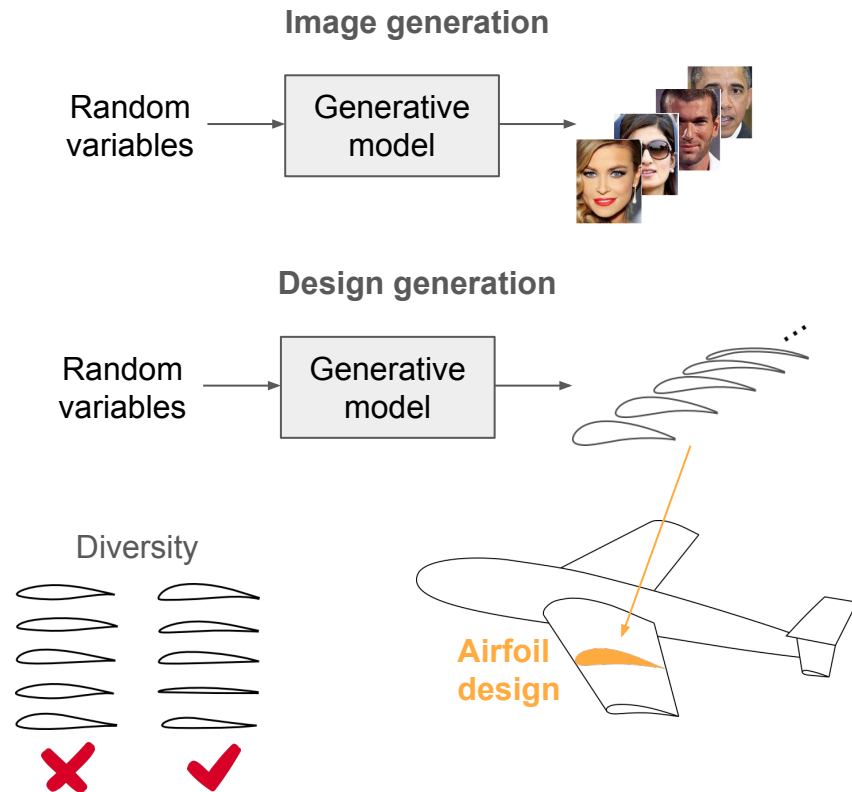 Image generation
Random
variables
Generative
model
Design generation
Random
variables
Generative
model
Diversity
Airfoil
design